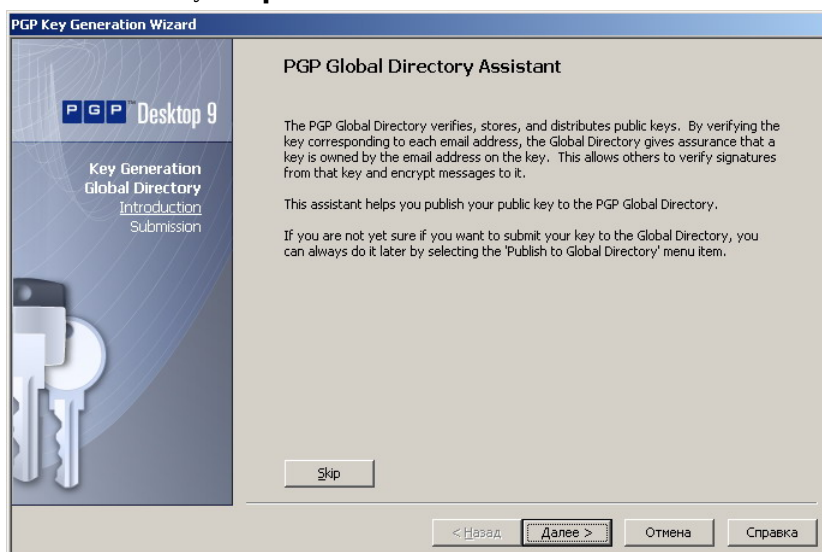 PGP Key Generation Wizard
PGP™ Desktop 9
Key Generation
Global Directory
Introduction
Submission
PGP Global Directory Assistant
The PGP Global Directory verifies, stores, and distributes public keys. By verifying the
key corresponding to each email address, the Global Directory gives assurance that a
key is owned by the email address on the key. This allows others to verify signatures
from that key and encrypt messages to it.
This assistant helps you publish your public key to the PGP Global Directory.
If you are not yet sure if you want to submit your key to the Global Directory, you
can always do it later by selecting the 'Publish to Global Directory' menu item.
Skip
< Назад Далее > Отмена Справка